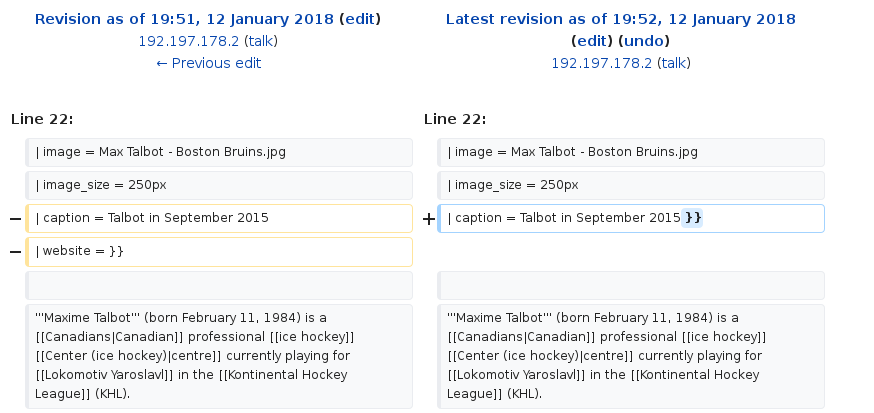 Revision as of 19:51, 12 January 2018 (edit)
192.197.178.2 (talk)
← Previous edit
Latest revision as of 19:52, 12 January 2018
(edit) (undo)
192.197.178.2 (talk)
Line 22:
Line 22:
| image = Max Talbot - Boston Bruins.jpg
| image = Max Talbot - Boston Bruins.jpg
| image_size = 250px
| image_size = 250px
− | caption = Talbot in September 2015
+ | caption = Talbot in September 2015 }}
− | website = }}
'''Maxime Talbot''' (born February 11, 1984) is a
[[Canadians|Canadian]] professional [[ice hockey]]
[[Center (ice hockey)|centre]] currently playing for
[[Lokomotiv Yaroslavl]] in the [[Kontinental Hockey
League]] (KHL).
'''Maxime Talbot''' (born February 11, 1984) is a
[[Canadians|Canadian]] professional [[ice hockey]]
[[Center (ice hockey)|centre]] currently playing for
[[Lokomotiv Yaroslavl]] in the [[Kontinental Hockey
League]] (KHL).